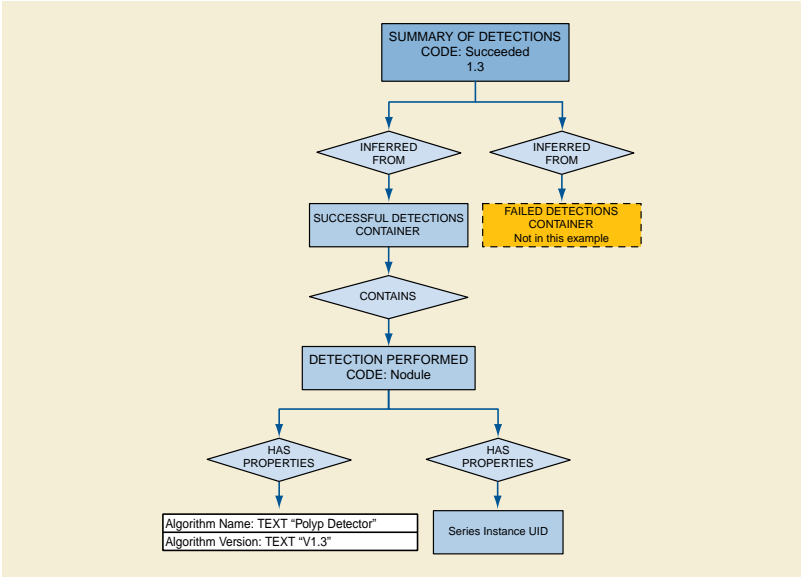 SUMMARY OF DETECTIONS
CODE: Succeeded
1.3
INFERRED
FROM
INFERRED
FROM
SUCCESSFUL DETECTIONS
CONTAINER
FAILED DETECTIONS
CONTAINER
Not in this example
CONTAINS
DETECTION PERFORMED
CODE: Nodule
HAS
PROPERTIES
HAS
PROPERTIES
Algorithm Name: TEXT “Polyp Detector”
Algorithm Version: TEXT “V1.3”
Series Instance UID